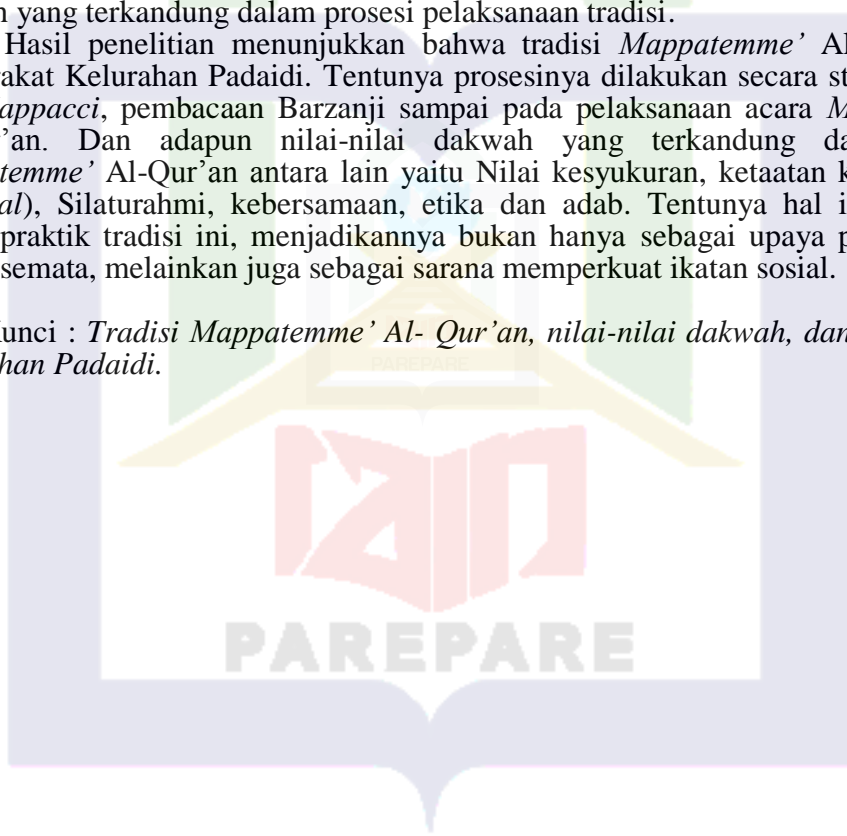 n yang terkandung dalam prosesi pelaksanaan tradisi.
Hasil penelitian menunjukkan bahwa tradisi Mappatemme’ Al
rakat Kelurahan Padaidi. Tentunya prosesinya dilakukan secara st
appacci, pembacaan Barzanji sampai pada pelaksanaan acara M
’an. Dan adapun nilai-nilai dakwah yang terkandung da
temme’ Al-Qur’an antara lain yaitu Nilai kesyukuran, ketaatan k
al), Silaturahmi, kebersamaan, etika dan adab. Tentunya hal i
praktik tradisi ini, menjadikannya bukan hanya sebagai upaya p
semata, melainkan juga sebagai sarana memperkuat ikatan sosial.
unci : Tradisi Mappatemme’ Al- Qur’an, nilai-nilai dakwah, dan
han Padaidi.
PAREPARE
iain
PAREPARE